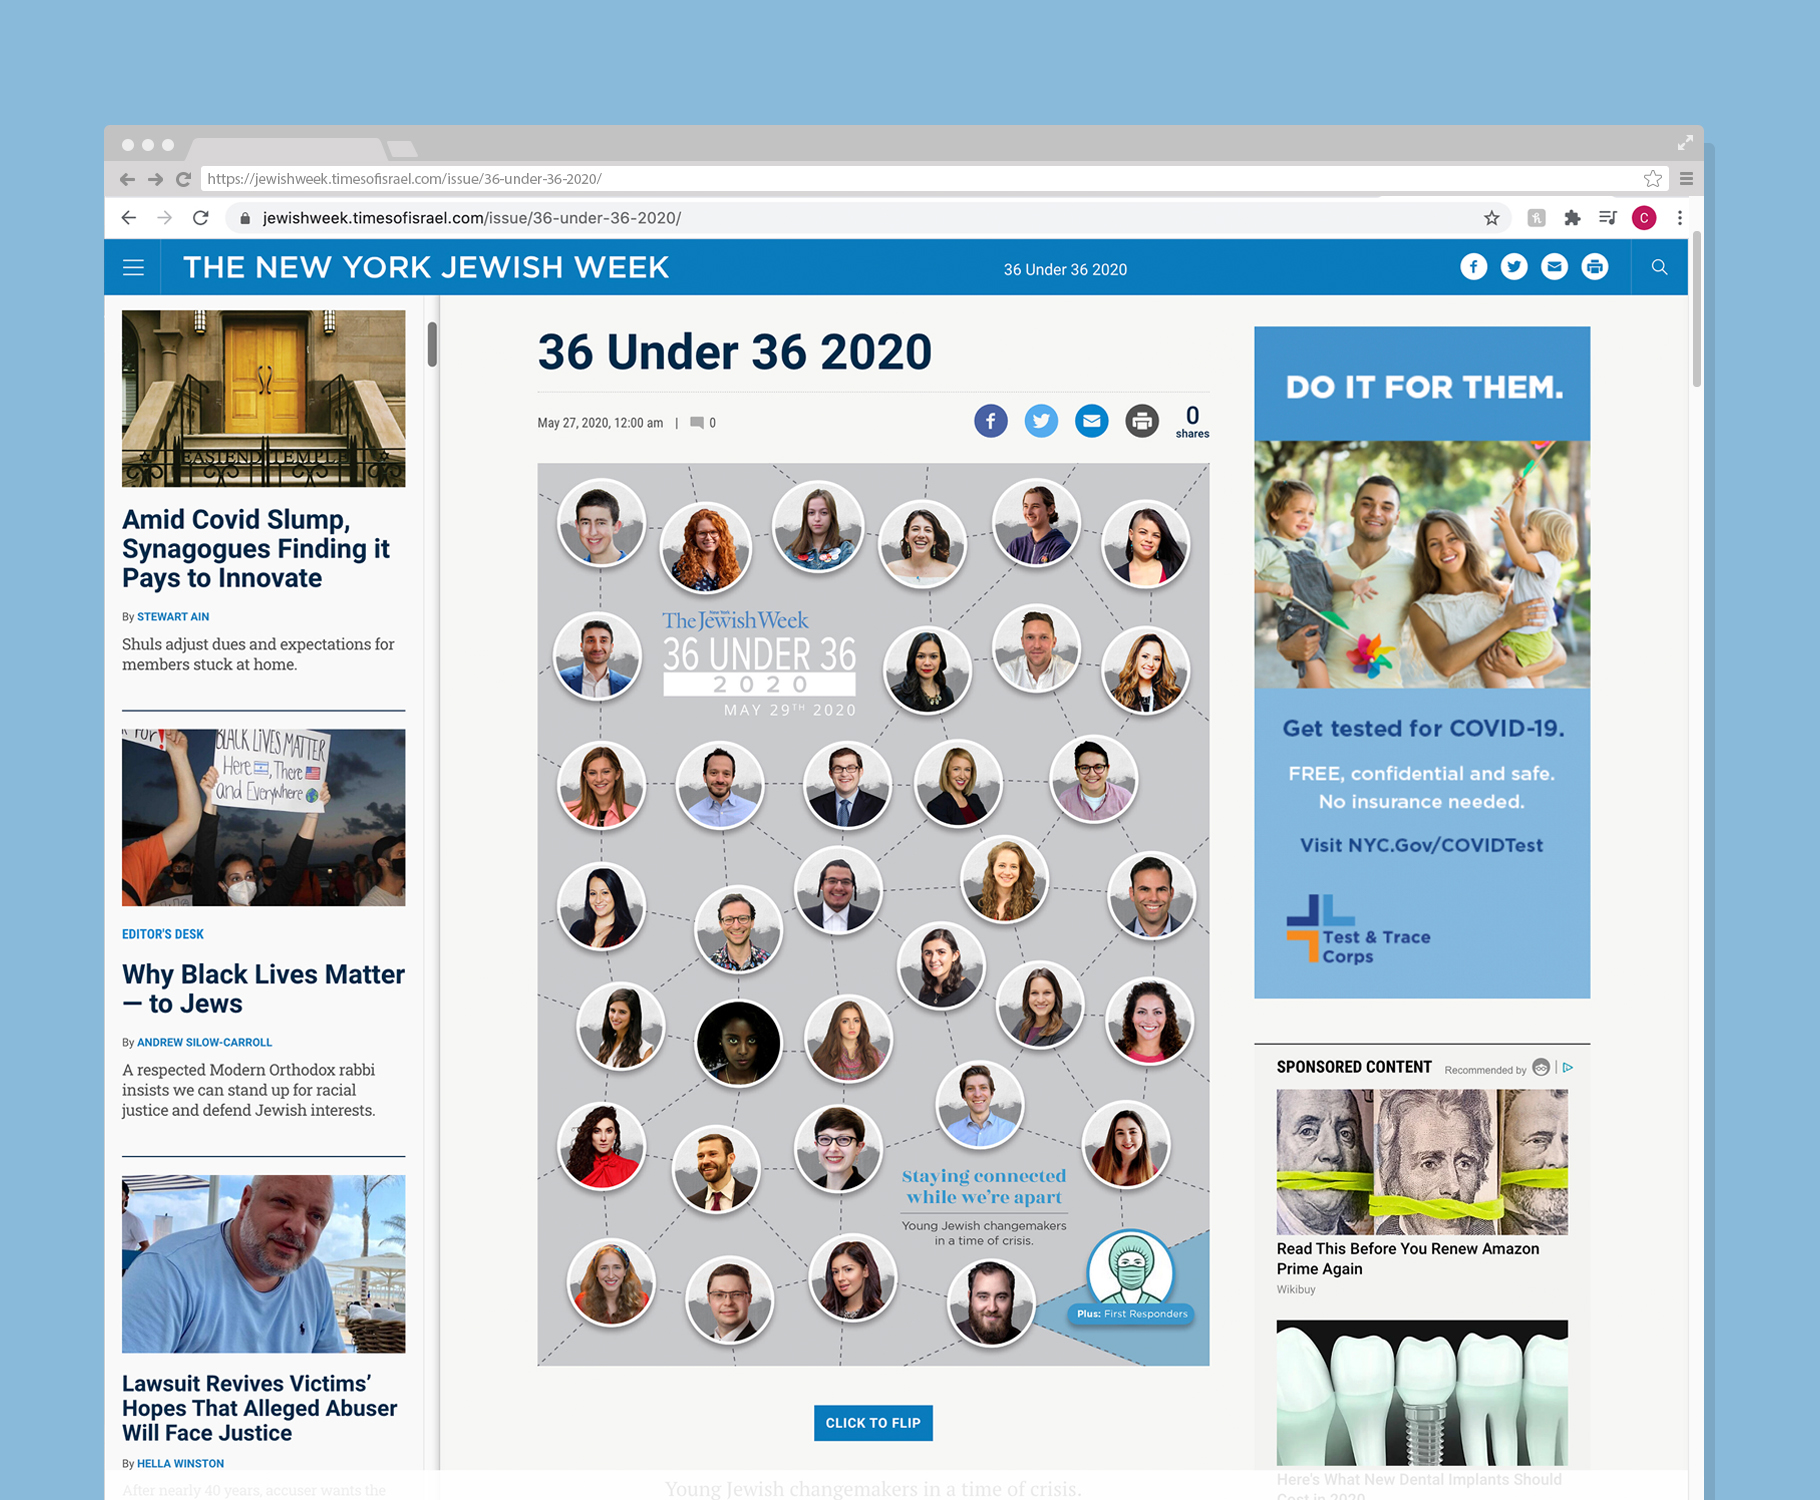 https://jewishweek.timesofisrael.com/issue/36-under-36-2020/
jewishweek.timesofisrael.com/issue/36-under-36-2020/
C
THE NEW YORK JEWISH WEEK
36 Under 36 2020
EAST END TEMPLE
Amid Covid Slump,
Synagogues Finding it
Pays to Innovate
By STEWART AIN
Shuls adjust dues and expectations for
members stuck at home.
FOR!
BLACK LIVES MATTER
Here, There
and Everywhere
EDITOR'S DESK
Why Black Lives Matter
— to Jews
By ANDREW SILOW-CARROLL
A respected Modern Orthodox rabbi
insists we can stand up for racial
justice and defend Jewish interests.
Lawsuit Revives Victims’
Hopes That Alleged Abuser
Will Face Justice
By HELLA WINSTON
After nearly 40 years, accuser wants the
36 Under 36 2020
May 27, 2020, 12:00 am | 0
0
shares
New York
The Jewish Week
36 UNDER 36
2020
MAY 29TH 2020
Staying connected
while we’re apart
Young Jewish changemakers
in a time of crisis.
Plus: First Responders
CLICK TO FLIP
Young Jewish changemakers in a time of crisis.
DO IT FOR THEM.
Get tested for COVID-19.
FREE, confidential and safe.
No insurance needed.
Visit NYC.Gov/COVIDTest
Test & Trace
Corps
SPONSORED CONTENT
Recommended by
Read This Before You Renew Amazon
Prime Again
Wikibuy
Here's What New Dental Implants Should
Cost in 2020